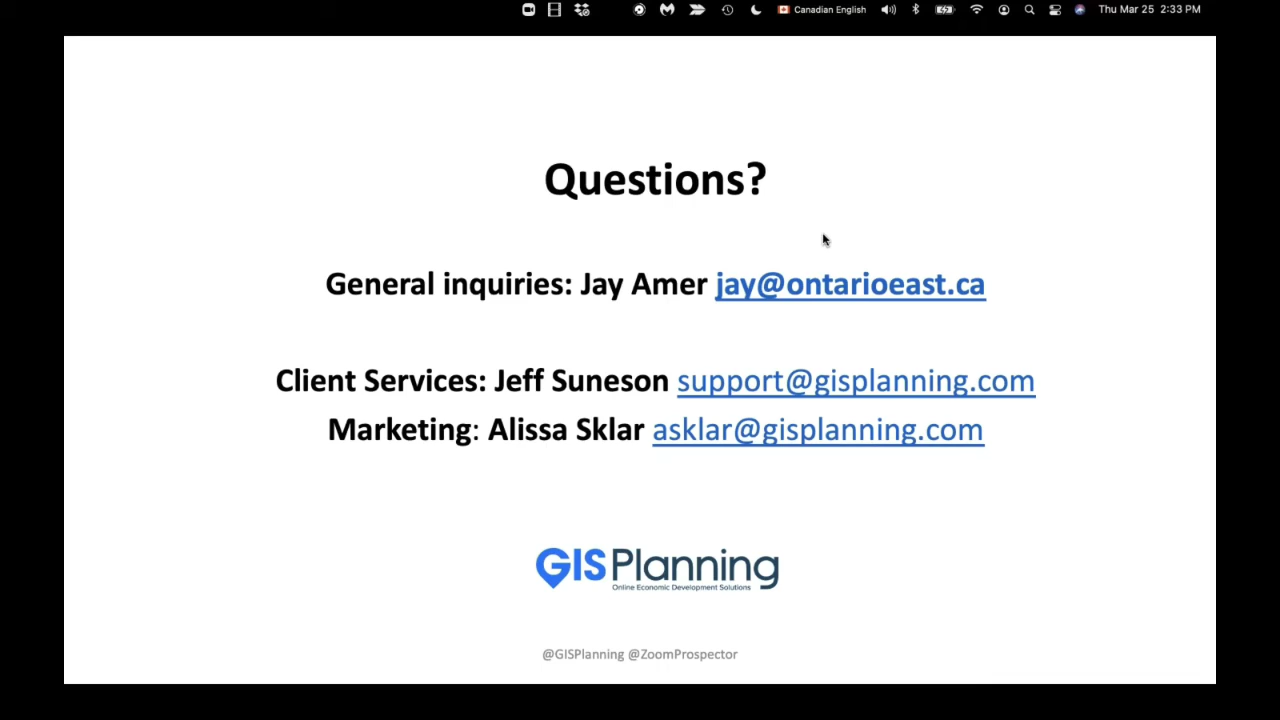 Canadian English Thu Mar 25 2:33 PM
Questions?
General inquiries: Jay Amer jay@ontarioeast.ca
Client Services: Jeff Suneson support@gisplanning.com
Marketing: Alissa Sklar asklar@gisplanning.com
GIS Planning
Online Economic Development Solutions
@GISPlanning @ZoomProspector